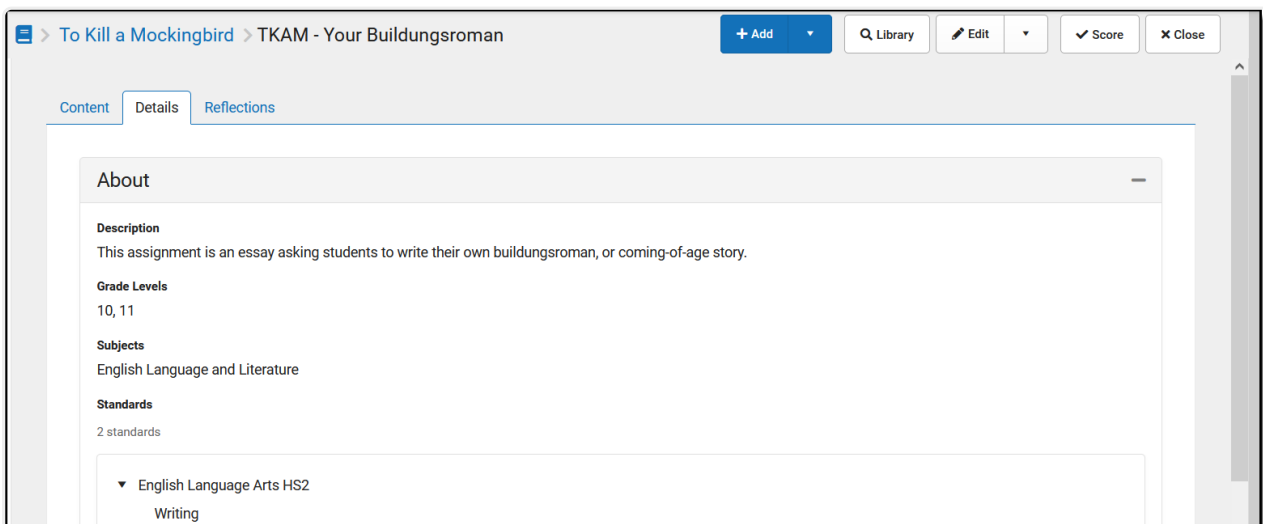 To Kill a Mockingbird > TKAM - Your Buildungsroman
+ Add
Library
Edit
Score
Close
Content Details Reflections
About
Description
This assignment is an essay asking students to write their own buildungsroman, or coming-of-age story.
Grade Levels
10, 11
Subjects
English Language and Literature
Standards
2 standards
English Language Arts HS2
Writing